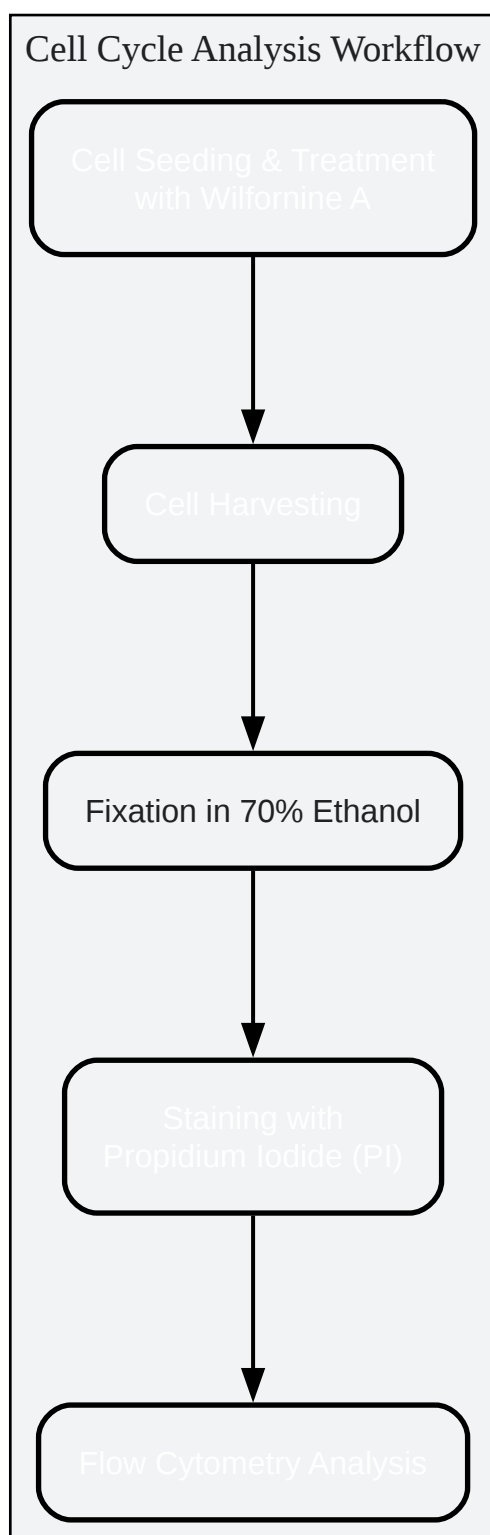 Cell Cycle Analysis Workflow
Cell Seeding & Treatment
with Wilfornine A
Cell Harvesting
Fixation in 70% Ethanol
Staining with
Propidium Iodide (PI)
Flow Cytometry Analysis